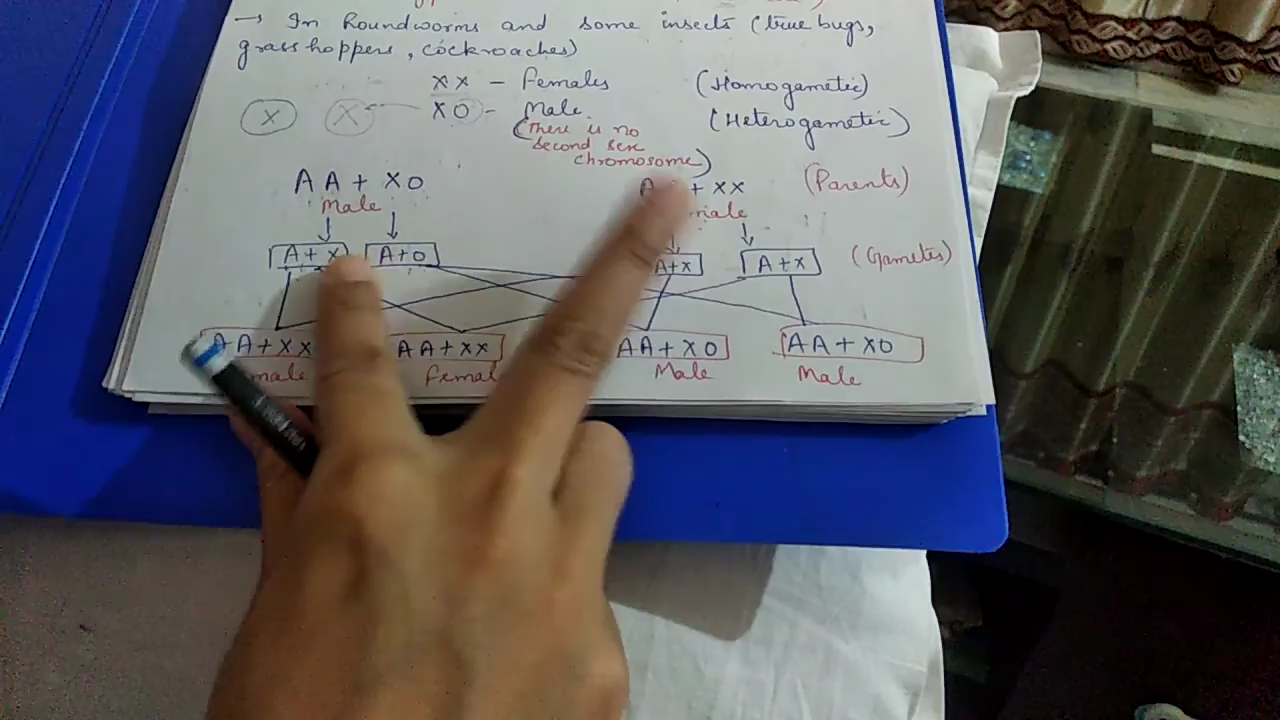 → In Roundworms and some insects (true bugs,
grasshoppers, cockroaches)
XX - Females (Homogametic)
X X XO - Male (Heterogametic)
(There is no
second sex
chromosome)
AA + XO + XX (Parents)
Male
A + X A+O A+X A+X (Gametes)
AA+XX AA+XX AA+XO AA+XO
Male Male